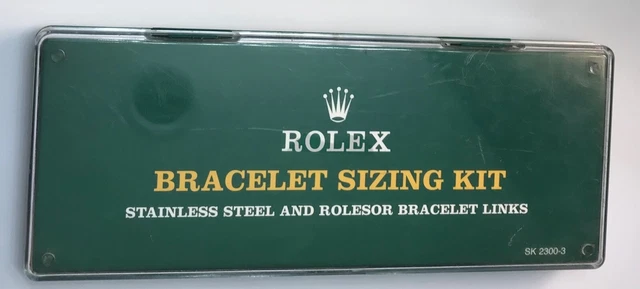 ROLEX
BRACELET SIZING KIT
STAINLESS STEEL AND ROLESOR BRACELET LINKS
SK 2300-3